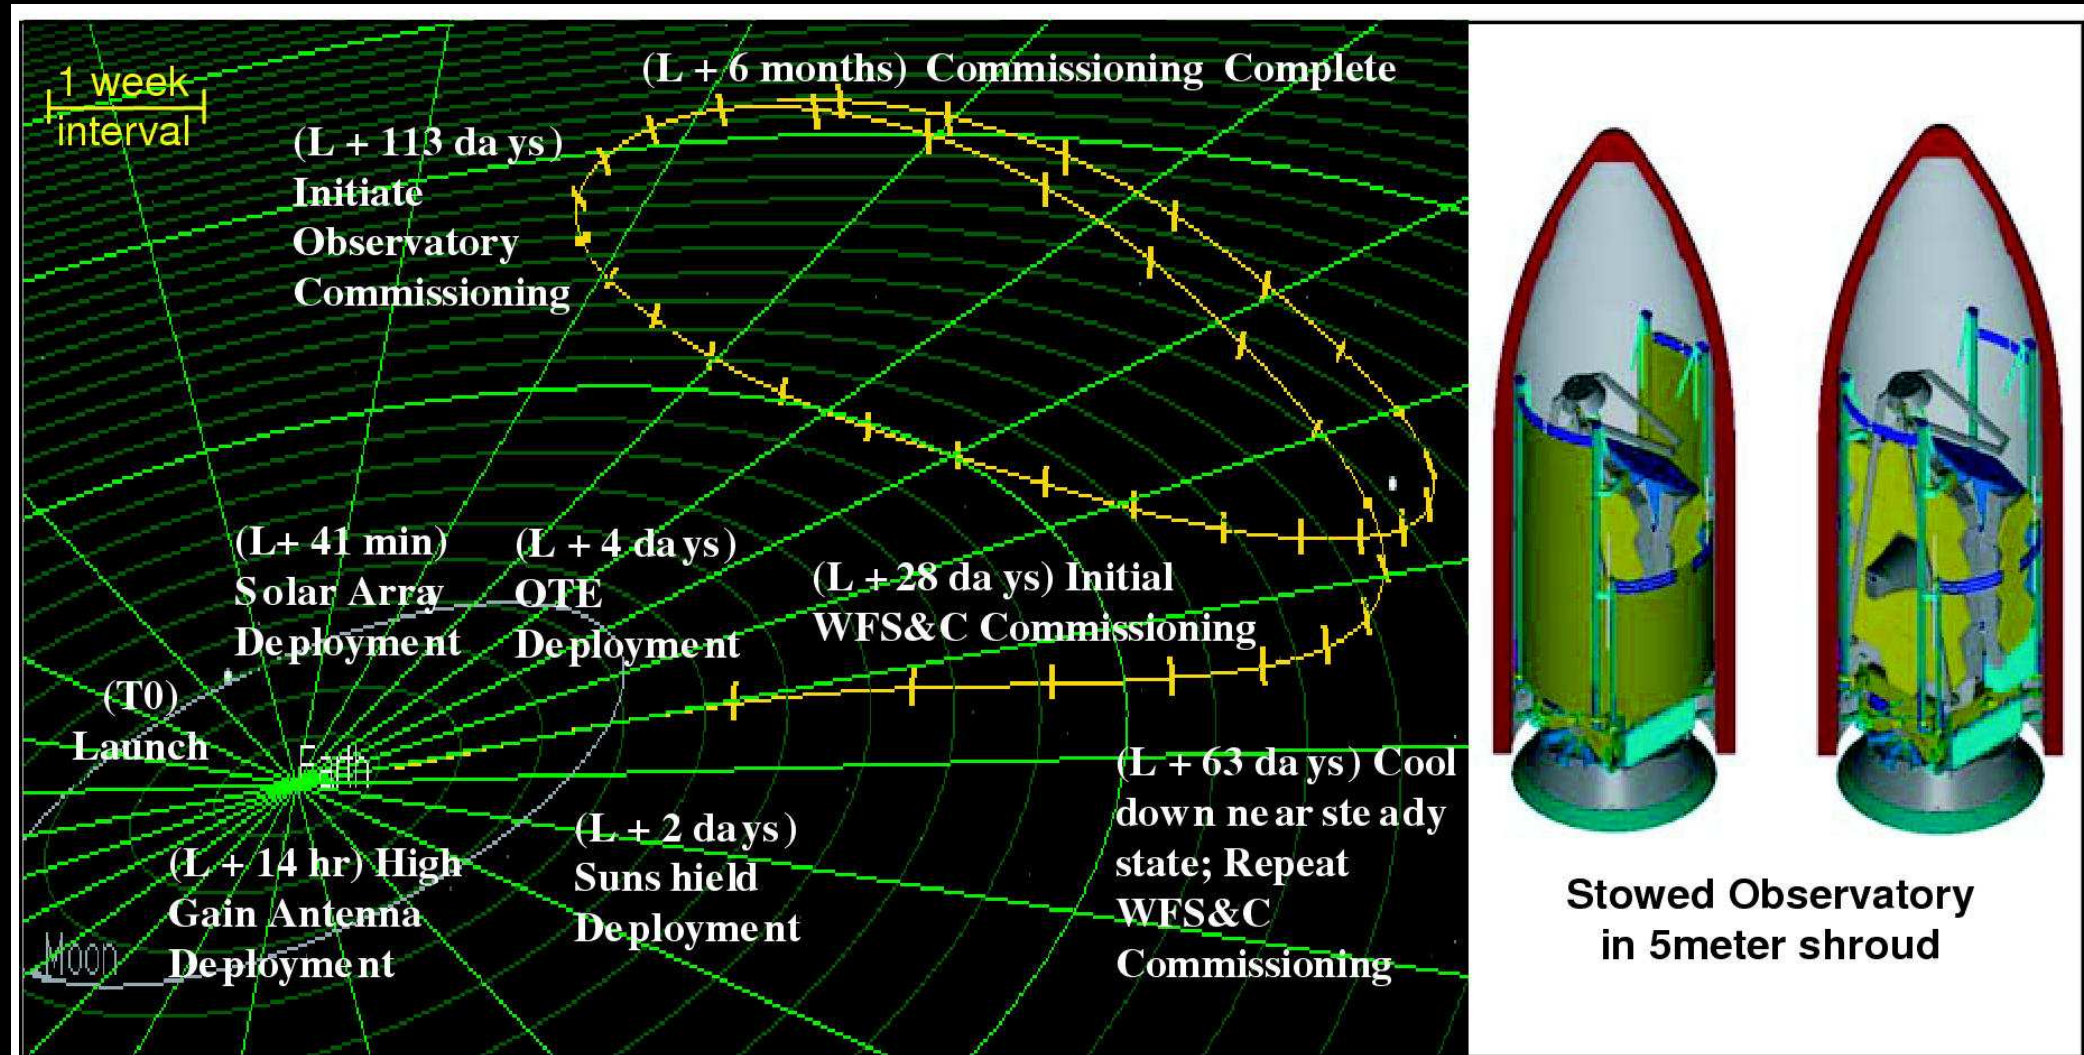 1 week
interval
(L + 6 months) Commissioning Complete
(L + 113 days)
Initiate
Observatory
Commissioning
(L+ 41 min)
Solar Array
Deployment
(L + 4 days)
OTE
Deployment
(L + 28 days) Initial
WFS&C Commissioning
(T0)
Launch
Earth
(L + 14 hr) High
Gain Antenna
Deployment
Moon
(L + 2 days)
Sunshield
Deployment
(L + 63 days) Cool
down near steady
state; Repeat
WFS&C
Commissioning
Stowed Observatory
in 5meter shroud